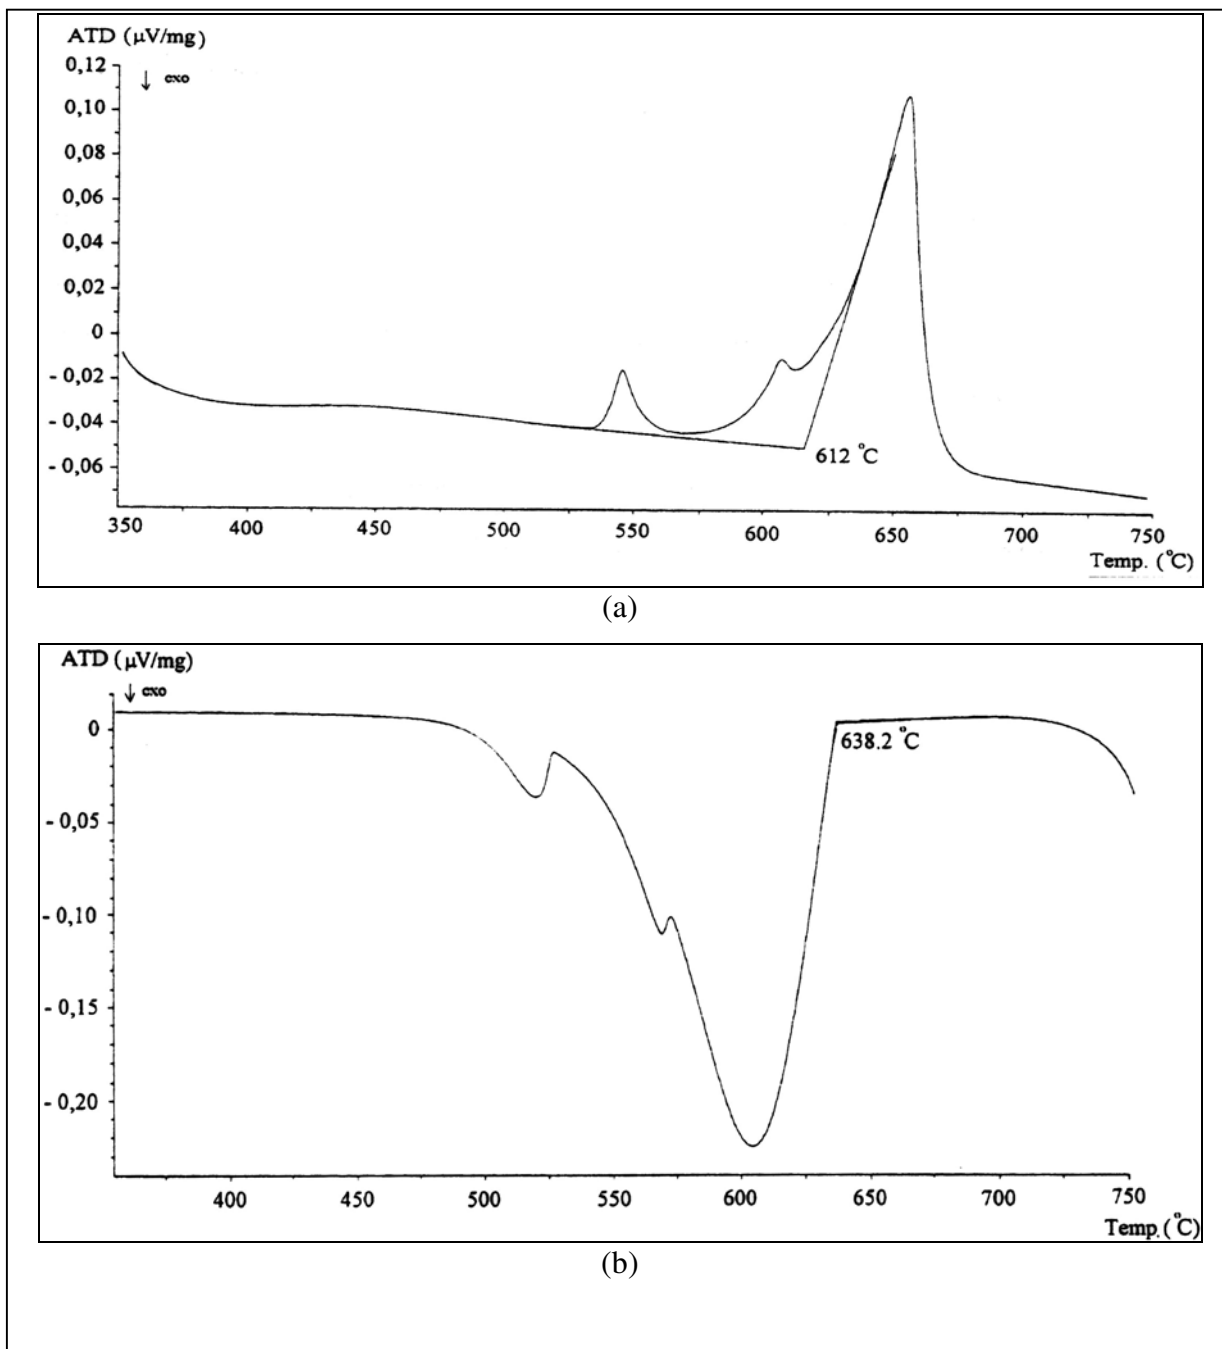 ATD (µV/mg)
↓ exo
0,12
0,10
0,08
0,06
0,04
0,02
0
- 0,02
- 0,04
- 0,06
612 °C
350 400 450 500 550 600 650 700 750
Temp. (°C)
(a)
ATD (µV/mg)
↓ exo
0
638.2 °C
- 0,05
- 0,10
- 0,15
- 0,20
400 450 500 550 600 650 700 750
Temp. (°C)
(b)